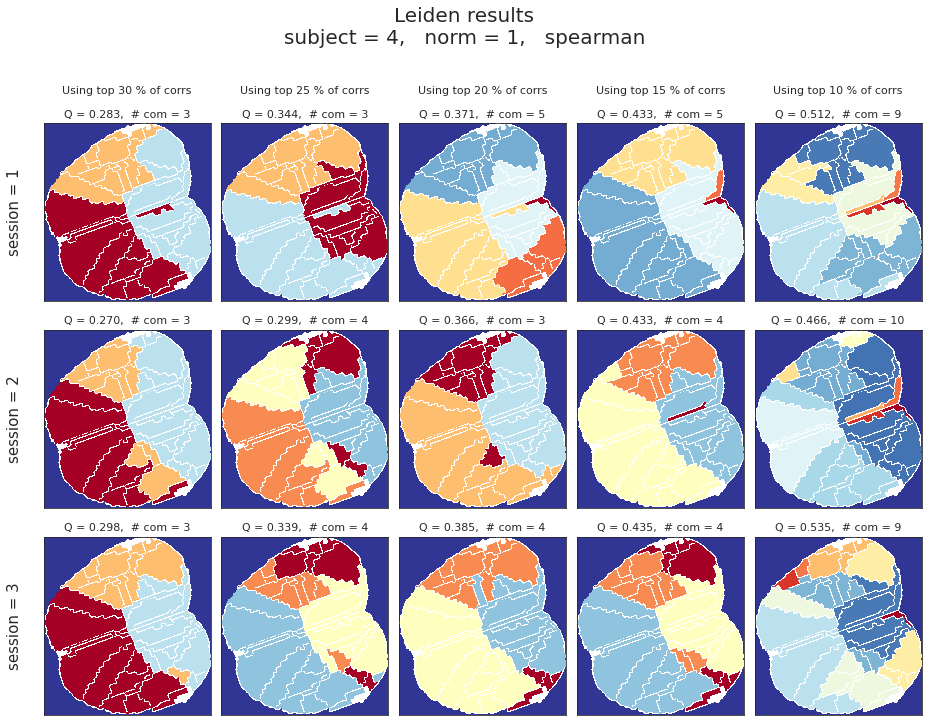 Leiden results
subject = 4, norm = 1, spearman
Using top 30 % of corrs
Using top 25 % of corrs
Using top 20 % of corrs
Using top 15 % of corrs
Using top 10 % of corrs
Q = 0.283, # com = 3
Q = 0.344, # com = 3
Q = 0.371, # com = 5
Q = 0.433, # com = 5
Q = 0.512, # com = 9
session = 1
Q = 0.270, # com = 3
Q = 0.299, # com = 4
Q = 0.366, # com = 3
Q = 0.433, # com = 4
Q = 0.466, # com = 10
session = 2
Q = 0.298, # com = 3
Q = 0.339, # com = 4
Q = 0.385, # com = 4
Q = 0.435, # com = 4
Q = 0.535, # com = 9
session = 3